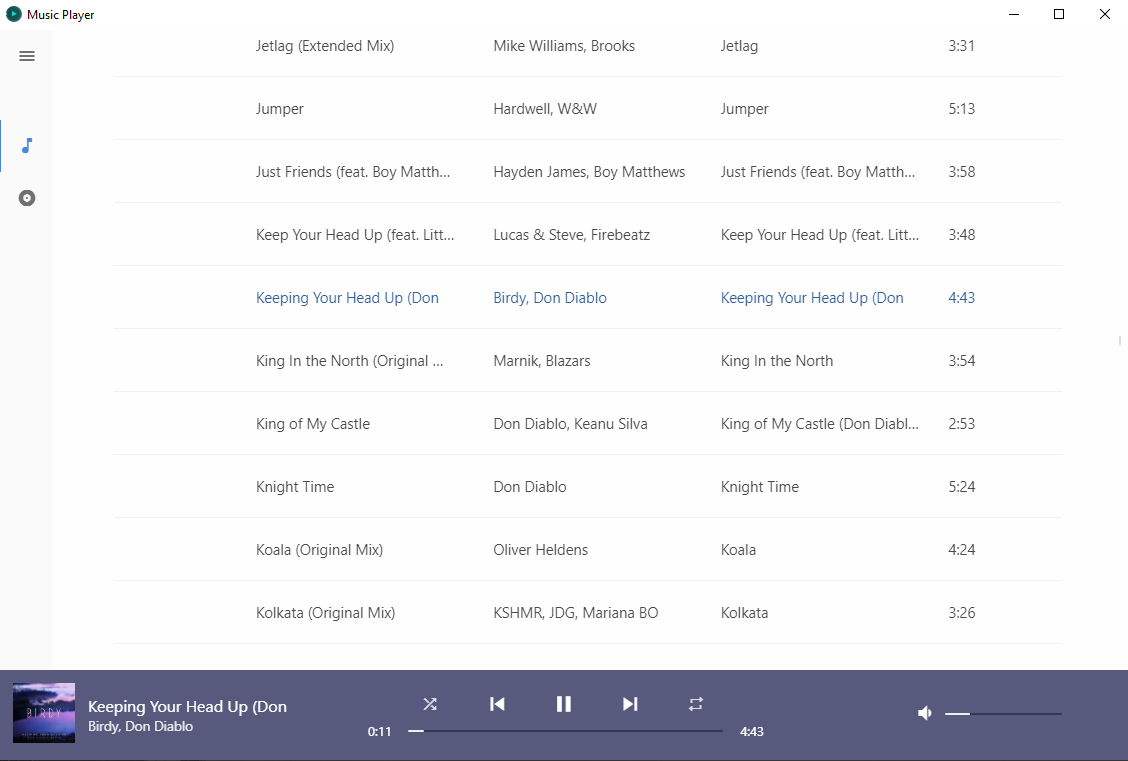 Music Player
Jetlag (Extended Mix) Mike Williams, Brooks Jetlag 3:31
Jumper Hardwell, W&W Jumper 5:13
Just Friends (feat. Boy Matth... Hayden James, Boy Matthews Just Friends (feat. Boy Matth... 3:58
Keep Your Head Up (feat. Litt... Lucas & Steve, Firebeatz Keep Your Head Up (feat. Litt... 3:48
Keeping Your Head Up (Don Birdy, Don Diablo Keeping Your Head Up (Don 4:43
King In the North (Original ... Marnik, Blazars King In the North 3:54
King of My Castle Don Diablo, Keanu Silva King of My Castle (Don Diabl... 2:53
Knight Time Don Diablo Knight Time 5:24
Koala (Original Mix) Oliver Heldens Koala 4:24
Kolkata (Original Mix) KSHMR, JDG, Mariana BO Kolkata 3:26
BIRDY
Keeping Your Head Up (Don
Birdy, Don Diablo
0:11 4:43